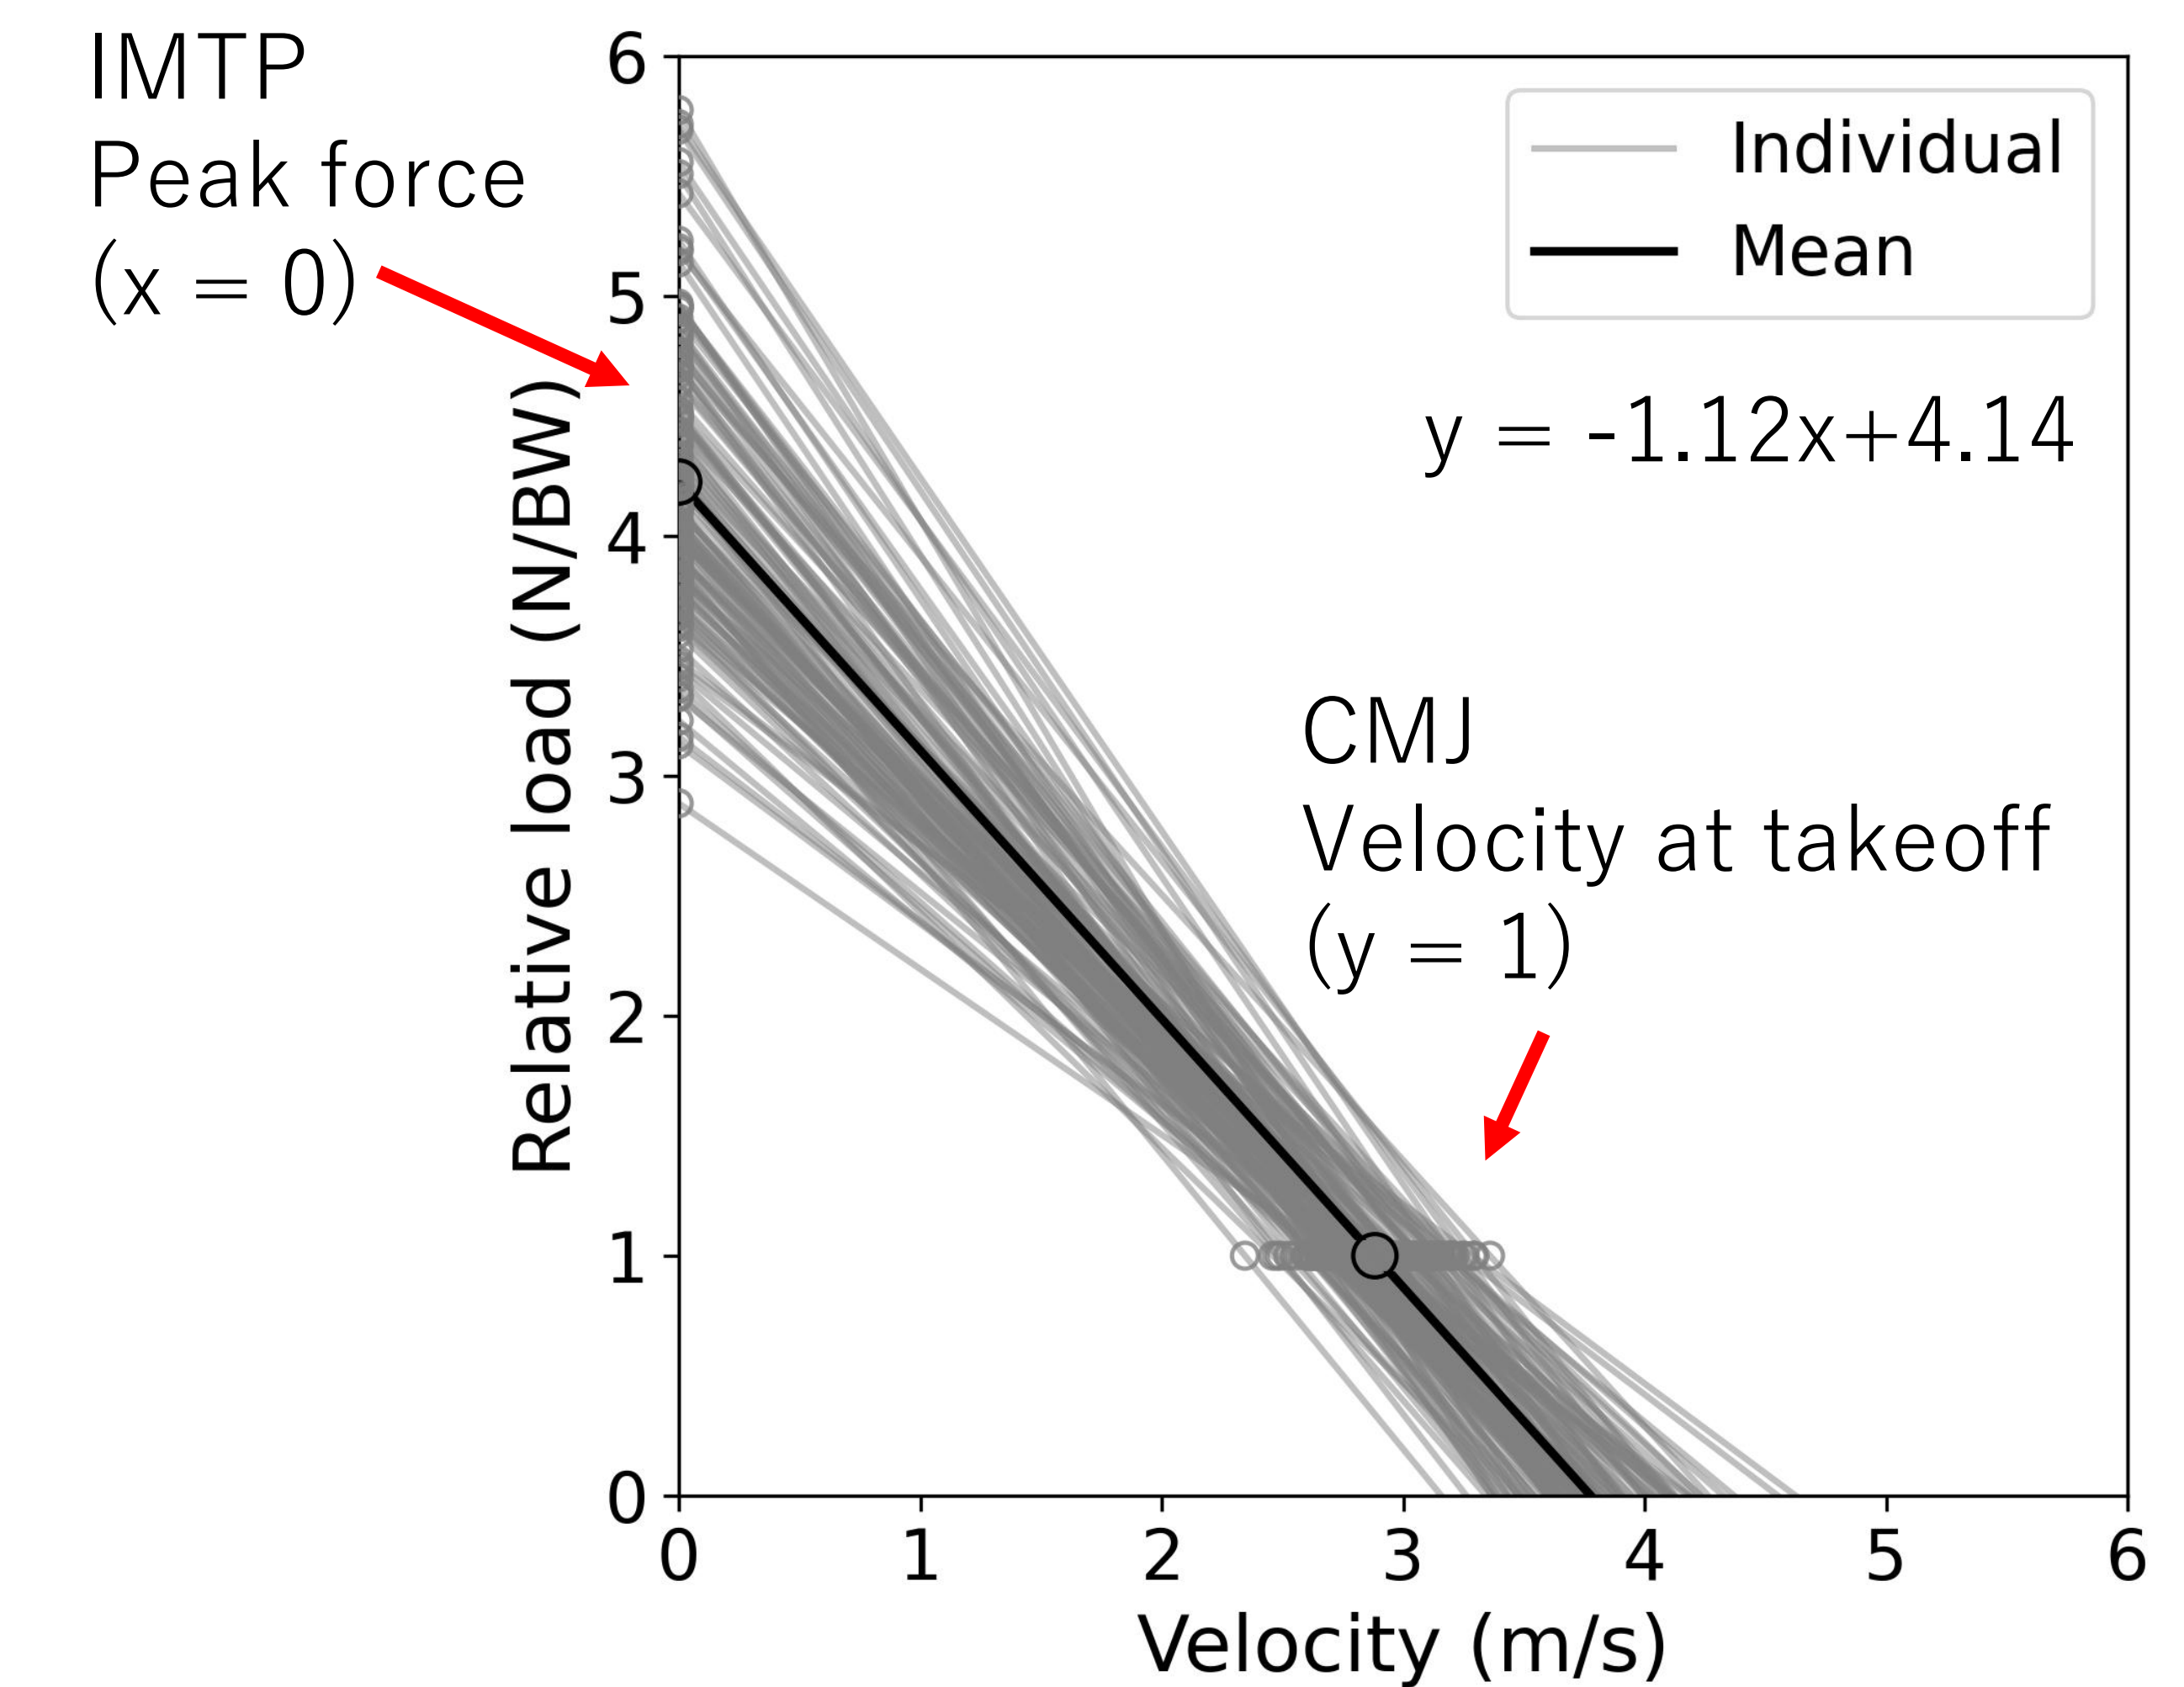 IMTP
Peak force
(x = 0)
Individual
Mean
y = -1.12x+4.14
CMJ
Velocity at takeoff
(y = 1)
Relative load (N/BW)
6
5
4
3
2
1
0
0 1 2 3 4 5 6
Velocity (m/s)